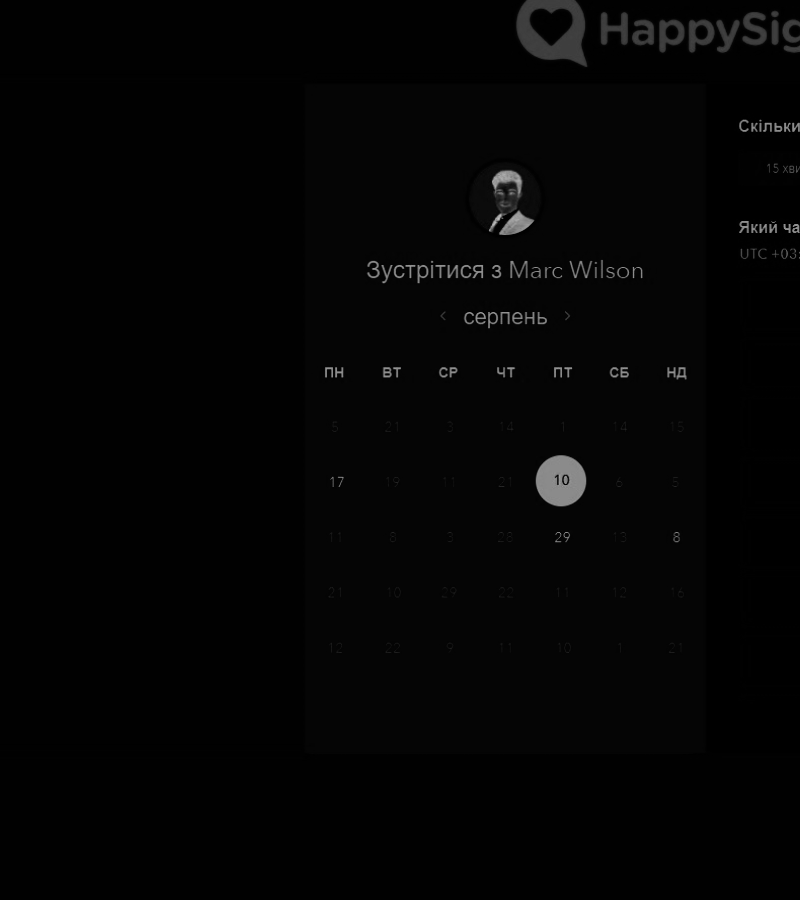 HappySig
Зустрітися з Marc Wilson
серпень
ПН ВТ СР ЧТ ПТ СБ НД
5 21 2 14 1 14 15
17 19 11 21 10 6 5
11 8 3 28 29 13 8
21 10 29 22 11 12 16
12 22 9 11 10 1 21
Скільки
15 хви
Який ча
UTC +03: